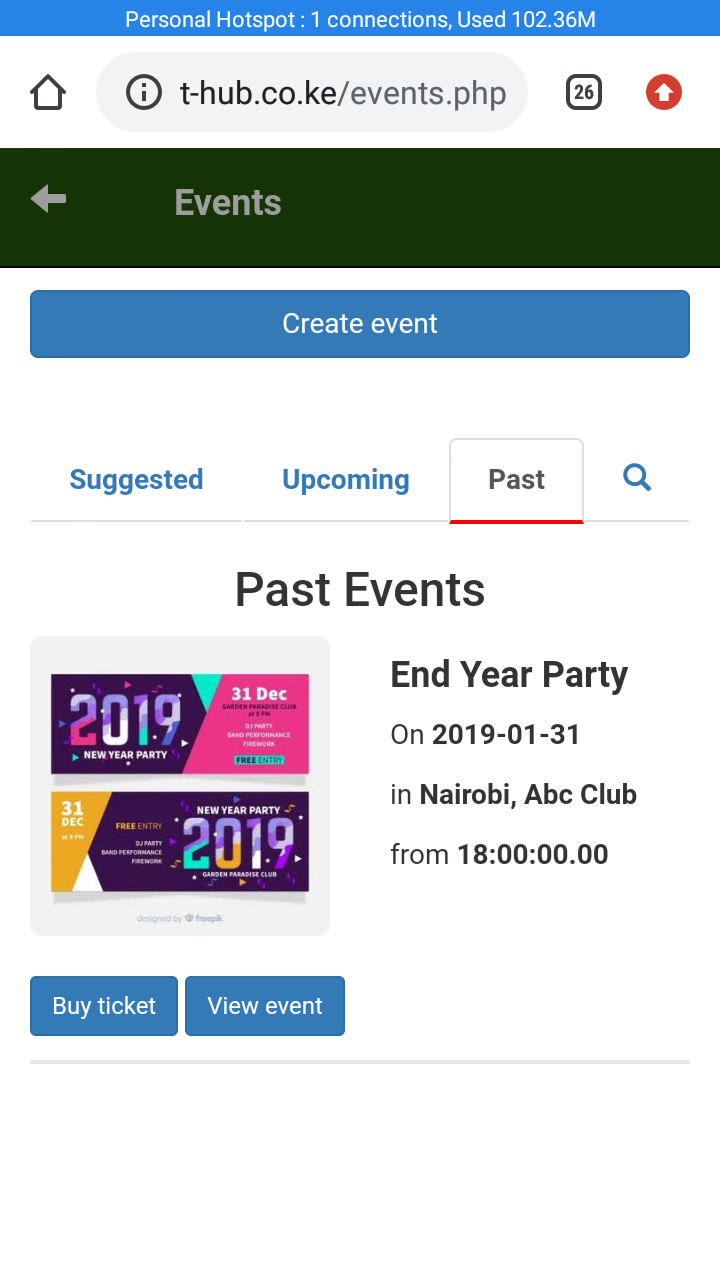 Personal Hotspot : 1 connections, Used 102.36M
t-hub.co.ke/events.php
26
Events
Create event
Suggested
Upcoming
Past
Past Events
2019
NEW YEAR PARTY
31 Dec
GARDEN PARADISE CLUB
at 9 PM
DJ PARTY
BAND PERFORMANCE
FIREWORK
FREE ENTRY
31
DEC
at 9 PM
FREE ENTRY
DJ PARTY
BAND PERFORMANCE
FIREWORK
NEW YEAR PARTY
2019
GARDEN PARADISE CLUB
designed by freepik
End Year Party
On 2019-01-31
in Nairobi, Abc Club
from 18:00:00.00
Buy ticket
View event